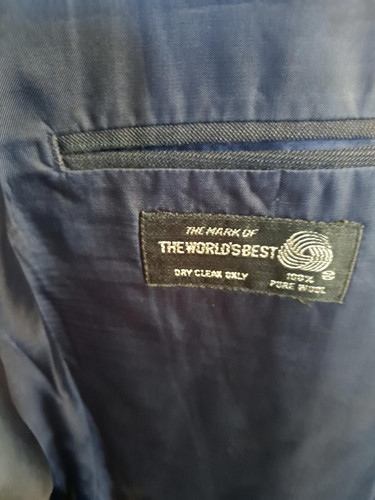 THE MARK OF
THE WORLD'S BEST
DRY CLEAN ONLY
100%
PURE WOOL